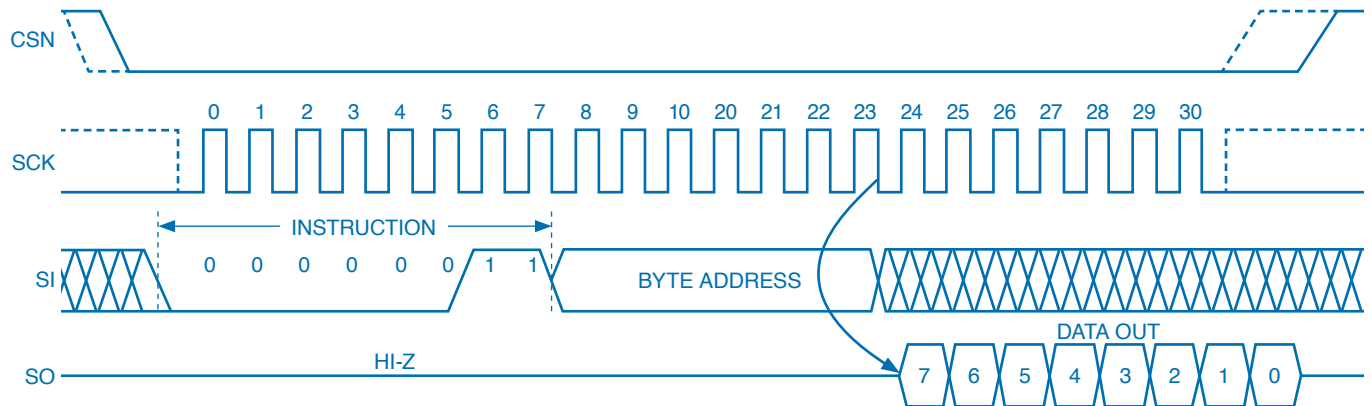 CSN
0 1 2 3 4 5 6 7 8 9 10 20 21 22 23 24 25 26 27 28 29 30
SCK
INSTRUCTION
0 0 0 0 0 0 1 1
SI
BYTE ADDRESS
DATA OUT
HI-Z
SO
7 6 5 4 3 2 1 0